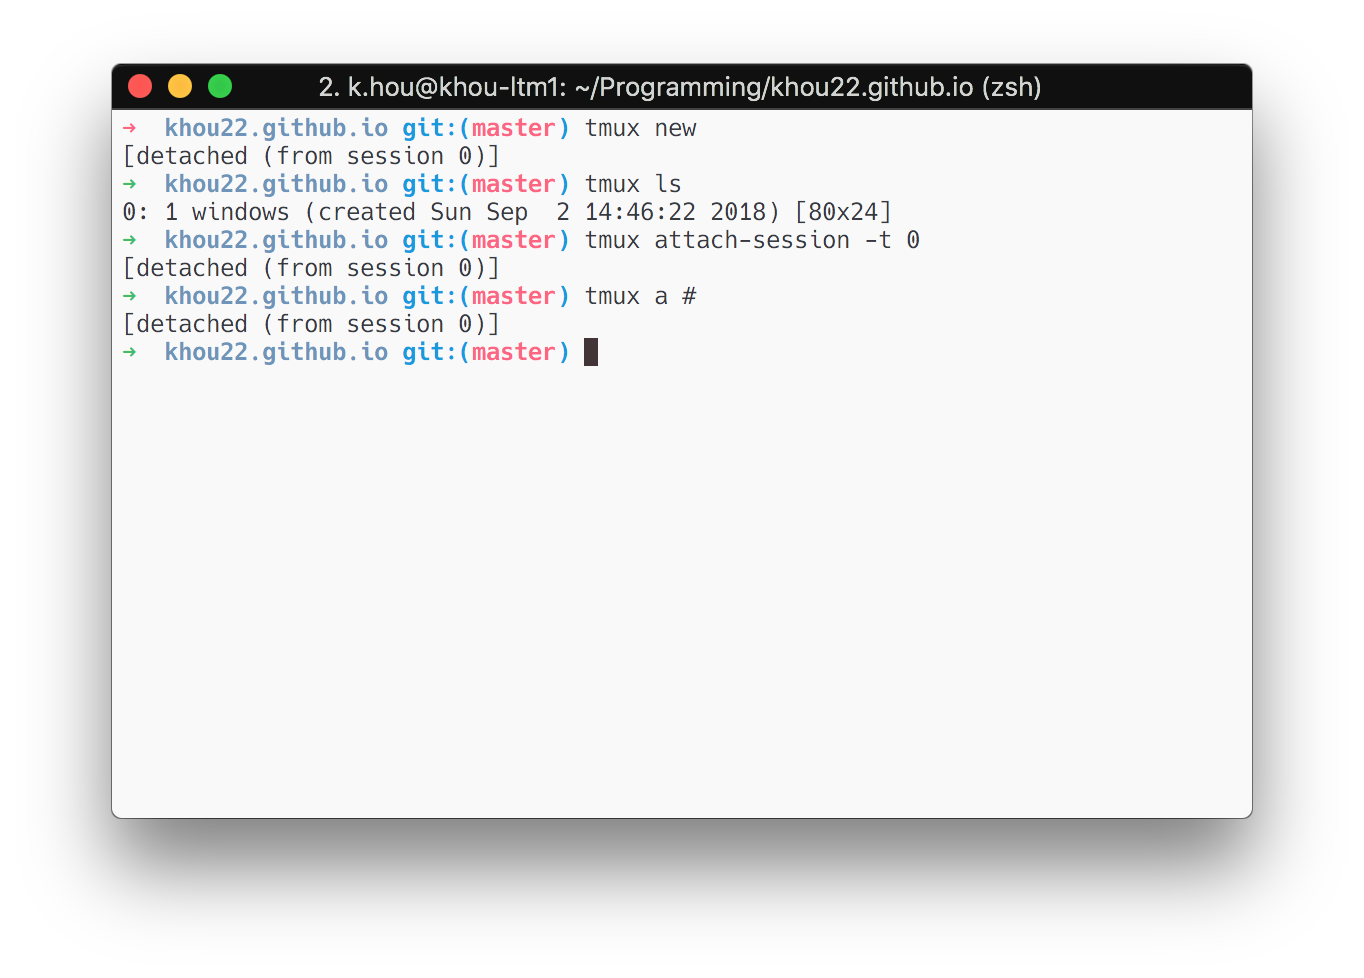 2. k.hou@khou-ltm1: ~/Programming/khou22.github.io (zsh)
→  khou22.github.io git:(master) tmux new
[detached (from session 0)]
→  khou22.github.io git:(master) tmux ls
0: 1 windows (created Sun Sep  2 14:46:22 2018) [80x24]
→  khou22.github.io git:(master) tmux attach-session -t 0
[detached (from session 0)]
→  khou22.github.io git:(master) tmux a #
[detached (from session 0)]
→  khou22.github.io git:(master)